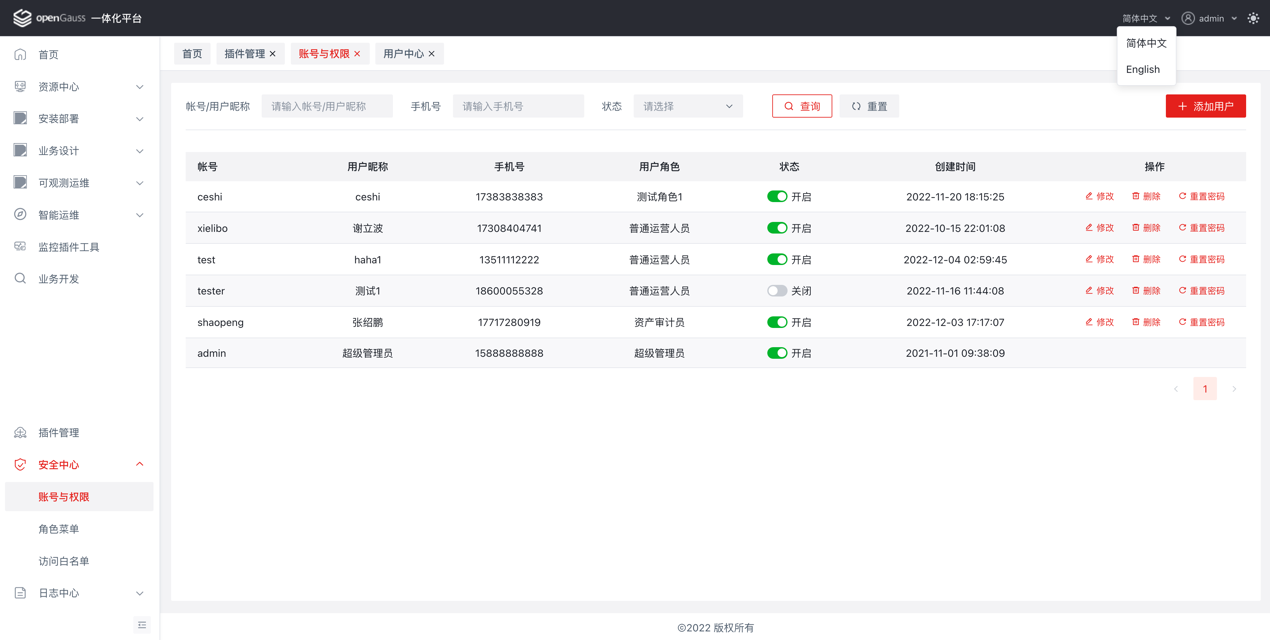 openGauss 一体化平台
简体中文
admin
简体中文
English
首页
资源中心
安装部署
业务设计
可观测运维
智能运维
监控插件工具
业务开发
插件管理
安全中心
账号与权限
角色菜单
访问白名单
日志中心
首页 插件管理 账号与权限 用户中心
帐号/用户昵称 请输入帐号/用户昵称 手机号 请输入手机号 状态 请选择 查询 重置 添加用户
帐号 用户昵称 手机号 用户角色 状态 创建时间 操作
ceshi ceshi 17383838383 测试角色1 开启 2022-11-20 18:15:25 修改 删除 重置密码
xielibo 谢立波 17308404741 普通运营人员 开启 2022-10-15 22:01:08 修改 删除 重置密码
test haha1 13511112222 普通运营人员 开启 2022-12-04 02:59:45 修改 删除 重置密码
tester 测试1 18600055328 普通运营人员 关闭 2022-11-16 11:44:08 修改 删除 重置密码
shaopeng 张绍鹏 17717280919 资产审计员 开启 2022-12-03 17:17:07 修改 删除 重置密码
admin 超级管理员 15888888888 超级管理员 开启 2021-11-01 09:38:09
1
©2022 版权所有